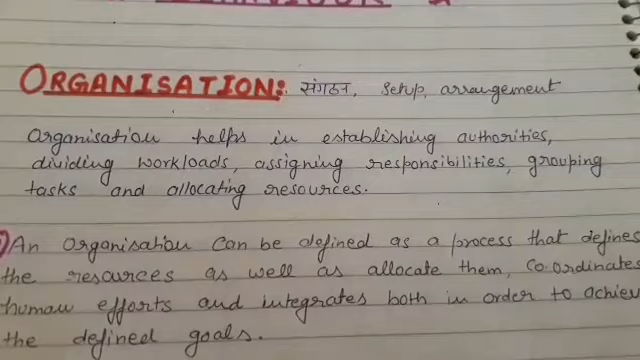 ORGANISATION: संगठन, setup, arrangement
Organisation helps in establishing authorities,
dividing workloads, assigning responsibilities, grouping
tasks and allocating resources.
An organisation can be defined as a process that defines
the resources as well as allocate them, co-ordinates
human efforts and integrates both in order to achiev
the defined goals.